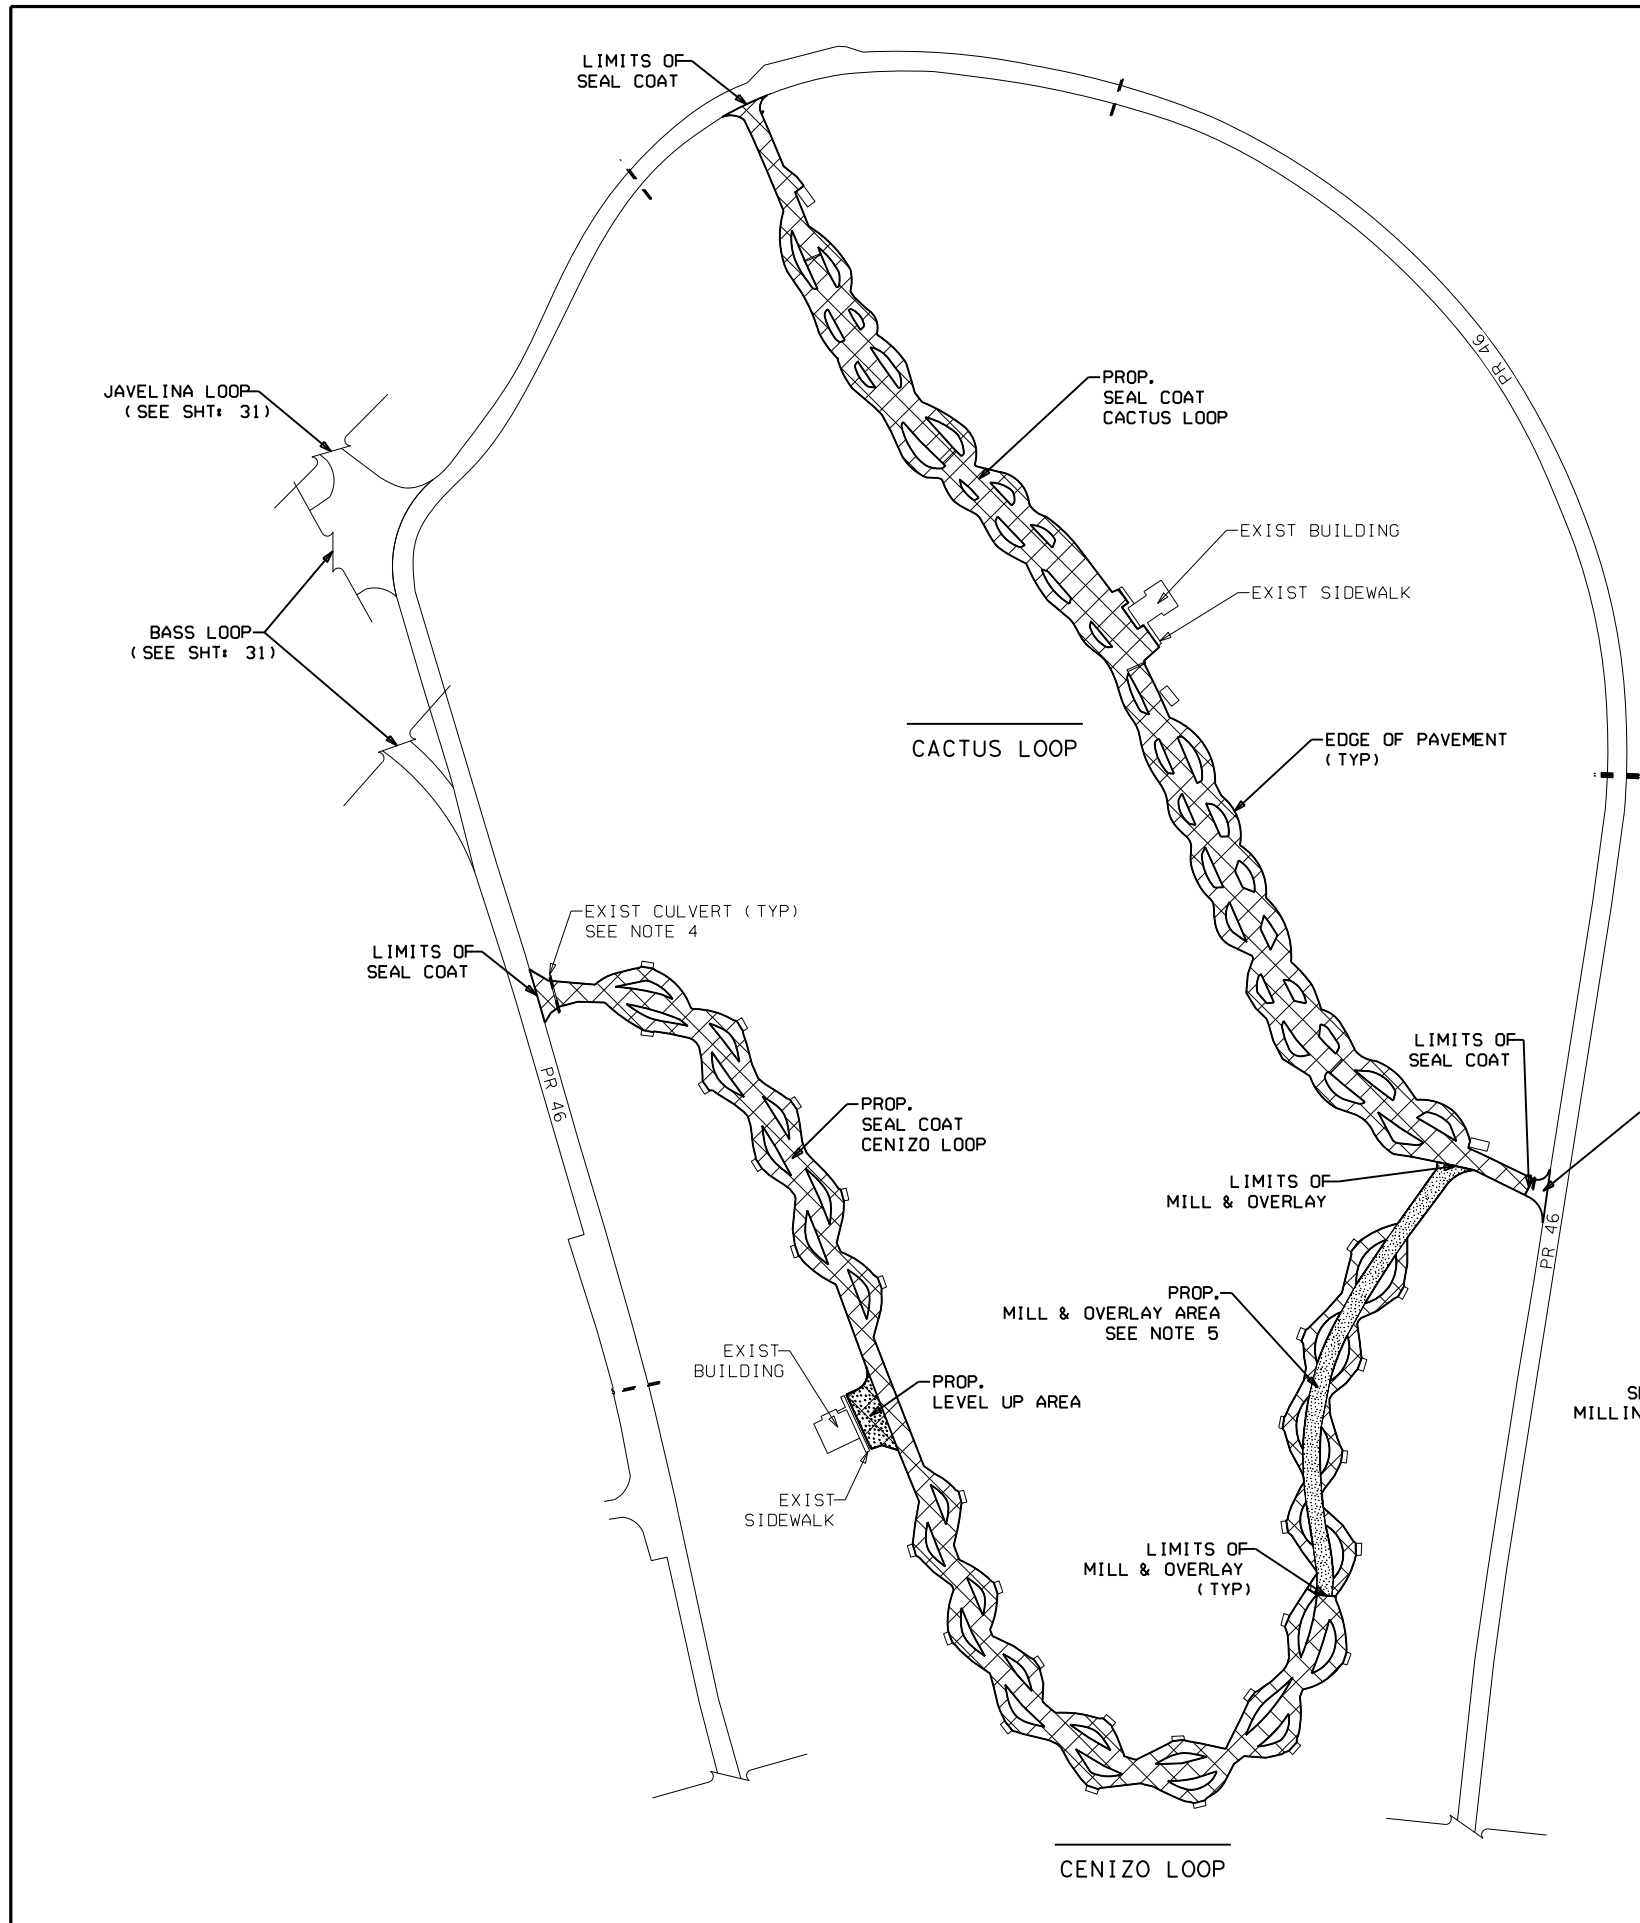 LIMITS OF
SEAL COAT
PR 46
JAVELINA LOOP
(SEE SHT: 31)
PROP.
SEAL COAT
CACTUS LOOP
EXIST BUILDING
EXIST SIDEWALK
BASS LOOP
(SEE SHT: 31)
CACTUS LOOP
EDGE OF PAVEMENT
(TYP)
EXIST CULVERT (TYP)
SEE NOTE 4
LIMITS OF
SEAL COAT
LIMITS OF
SEAL COAT
PR 46
PROP.
SEAL COAT
CENIZO LOOP
LIMITS OF
MILL & OVERLAY
PR 46
PROP.
MILL & OVERLAY AREA
SEE NOTE 5
EXIST
BUILDING
PROP.
LEVEL UP AREA
MILLIN
EXIST
SIDEWALK
LIMITS OF
MILL & OVERLAY
(TYP)
CENIZO LOOP